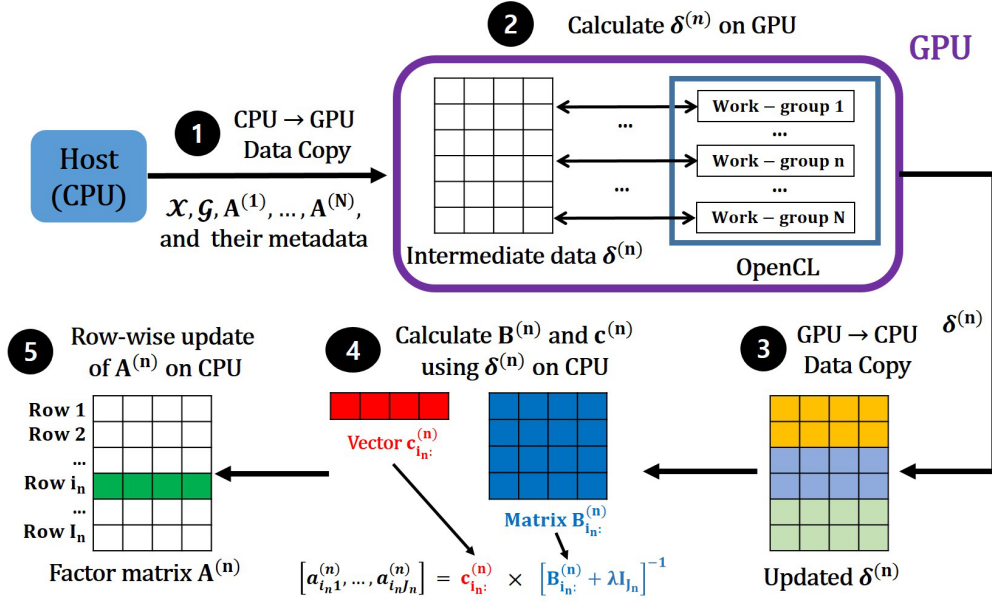 2 Calculate δ⁽ⁿ⁾ on GPU
GPU
1 CPU → GPU
Data Copy
Host
(CPU)
𝒳, 𝒢, A⁽¹⁾, ..., A⁽ᴺ⁾,
and their metadata
Work − group 1
...
...
Work − group n
...
...
Work − group N
Intermediate data δ⁽ⁿ⁾
OpenCL
δ⁽ⁿ⁾
3 GPU → CPU
Data Copy
Updated δ⁽ⁿ⁾
4 Calculate B⁽ⁿ⁾ and c⁽ⁿ⁾
using δ⁽ⁿ⁾ on CPU
Vector c_{i_n:}^{(n)}
Matrix B_{i_n:}^{(n)}
[a_{i_n1}^{(n)}, ..., a_{i_nJ_n}^{(n)}] = c_{i_n:}^{(n)} × [B_{i_n:}^{(n)} + λI_{J_n}]^{−1}
5 Row-wise update
of A⁽ⁿ⁾ on CPU
Row 1
Row 2
...
Row i_n
...
Row I_n
Factor matrix A⁽ⁿ⁾